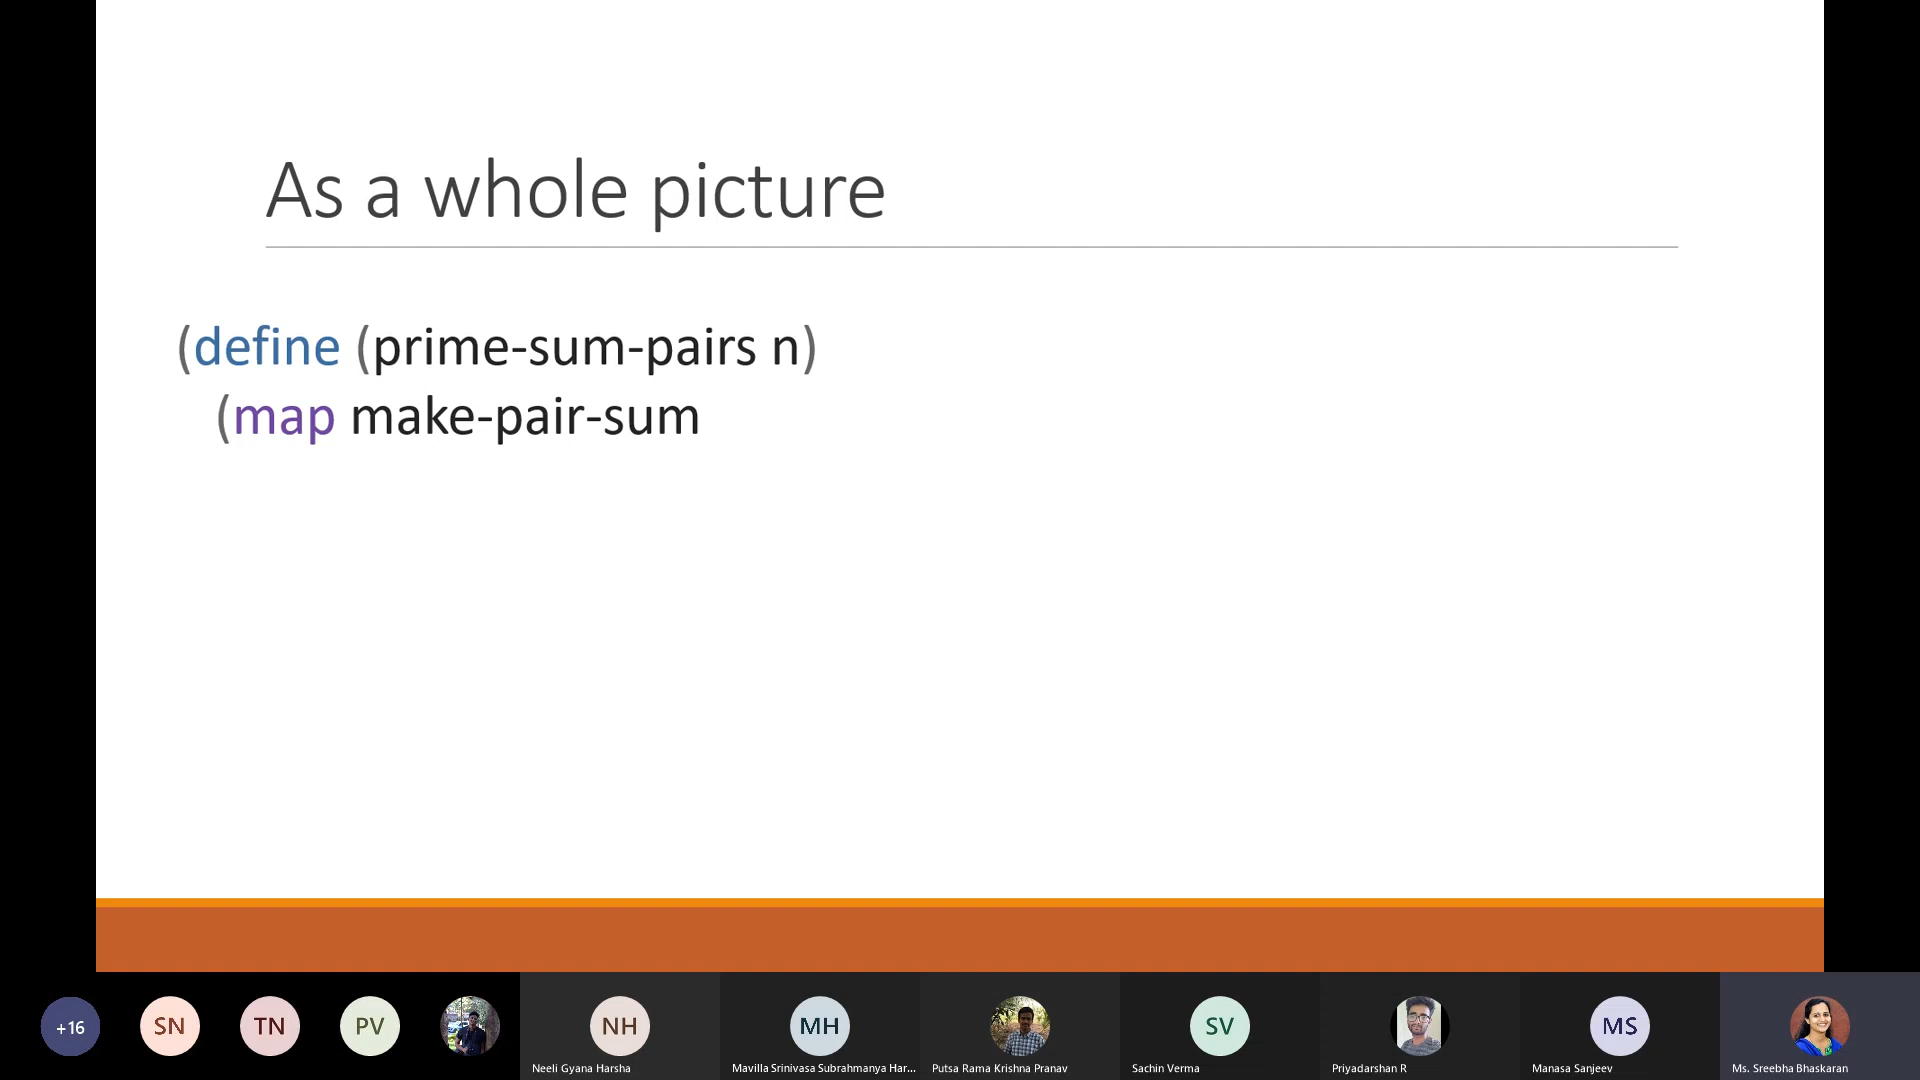 As a whole picture
(define (prime-sum-pairs n)
(map make-pair-sum
+16
SN
TN
PV
NH
MH
SV
MS
Neeli Gyana Harsha
Mavilla Srinivasa Subrahmanya Har...
Putsa Rama Krishna Pranav
Sachin Verma
Priyadarshan R
Manasa Sanjeev
Ms. Sreebha Bhaskaran